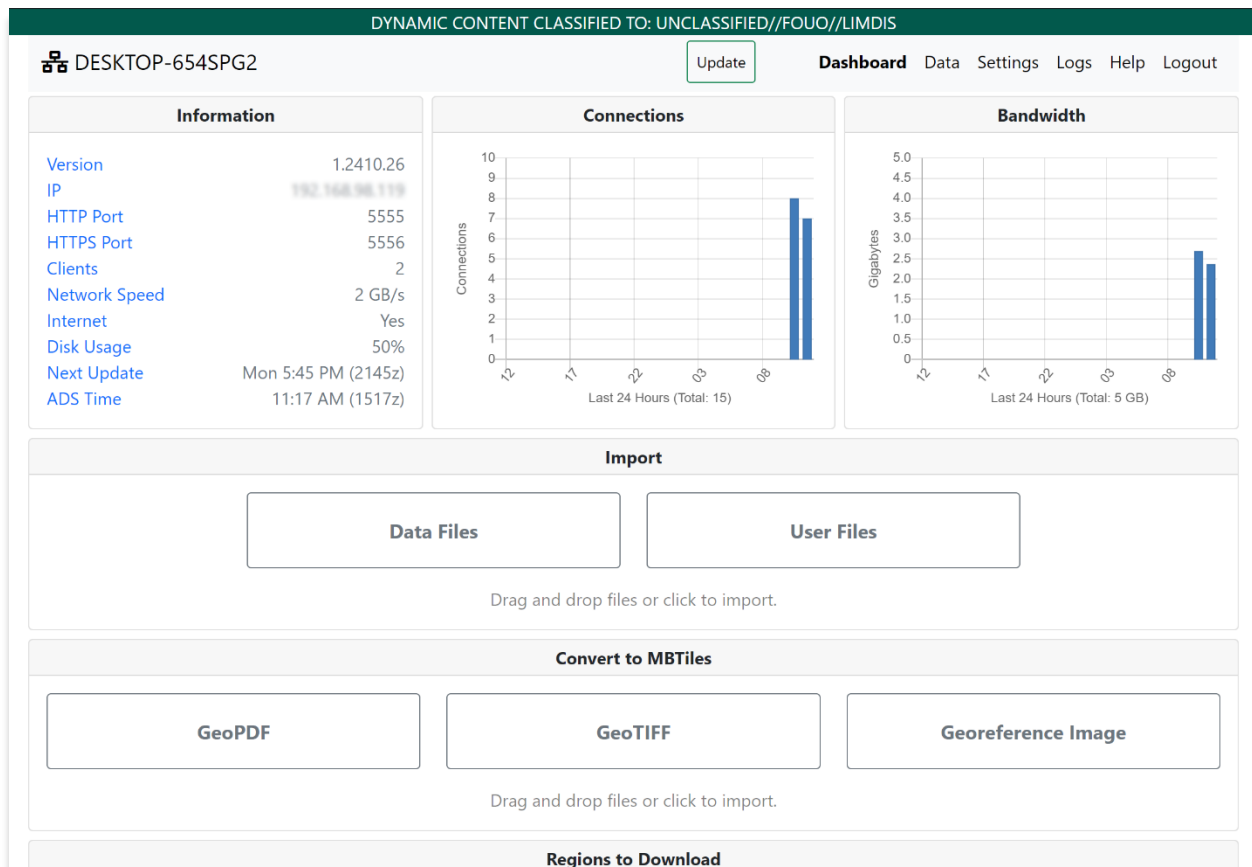 DYNAMIC CONTENT CLASSIFIED TO: UNCLASSIFIED//FOUO//LIMDIS
DESKTOP-654SPG2 Update Dashboard Data Settings Logs Help Logout
Information
Version 1.2410.26
IP
HTTP Port 5555
HTTPS Port 5556
Clients 2
Network Speed 2 GB/s
Internet Yes
Disk Usage 50%
Next Update Mon 5:45 PM (2145z)
ADS Time 11:17 AM (1517z)
Connections
10
9
8
7
6
5
4
3
2
1
0
Connections
12 17 22 03 08
Last 24 Hours (Total: 15)
Bandwidth
5.0
4.5
4.0
3.5
3.0
2.5
2.0
1.5
1.0
0.5
0
Gigabytes
12 17 22 03 08
Last 24 Hours (Total: 5 GB)
Import
Data Files User Files
Drag and drop files or click to import.
Convert to MBTiles
GeoPDF GeoTIFF Georeference Image
Drag and drop files or click to import.
Regions to Download